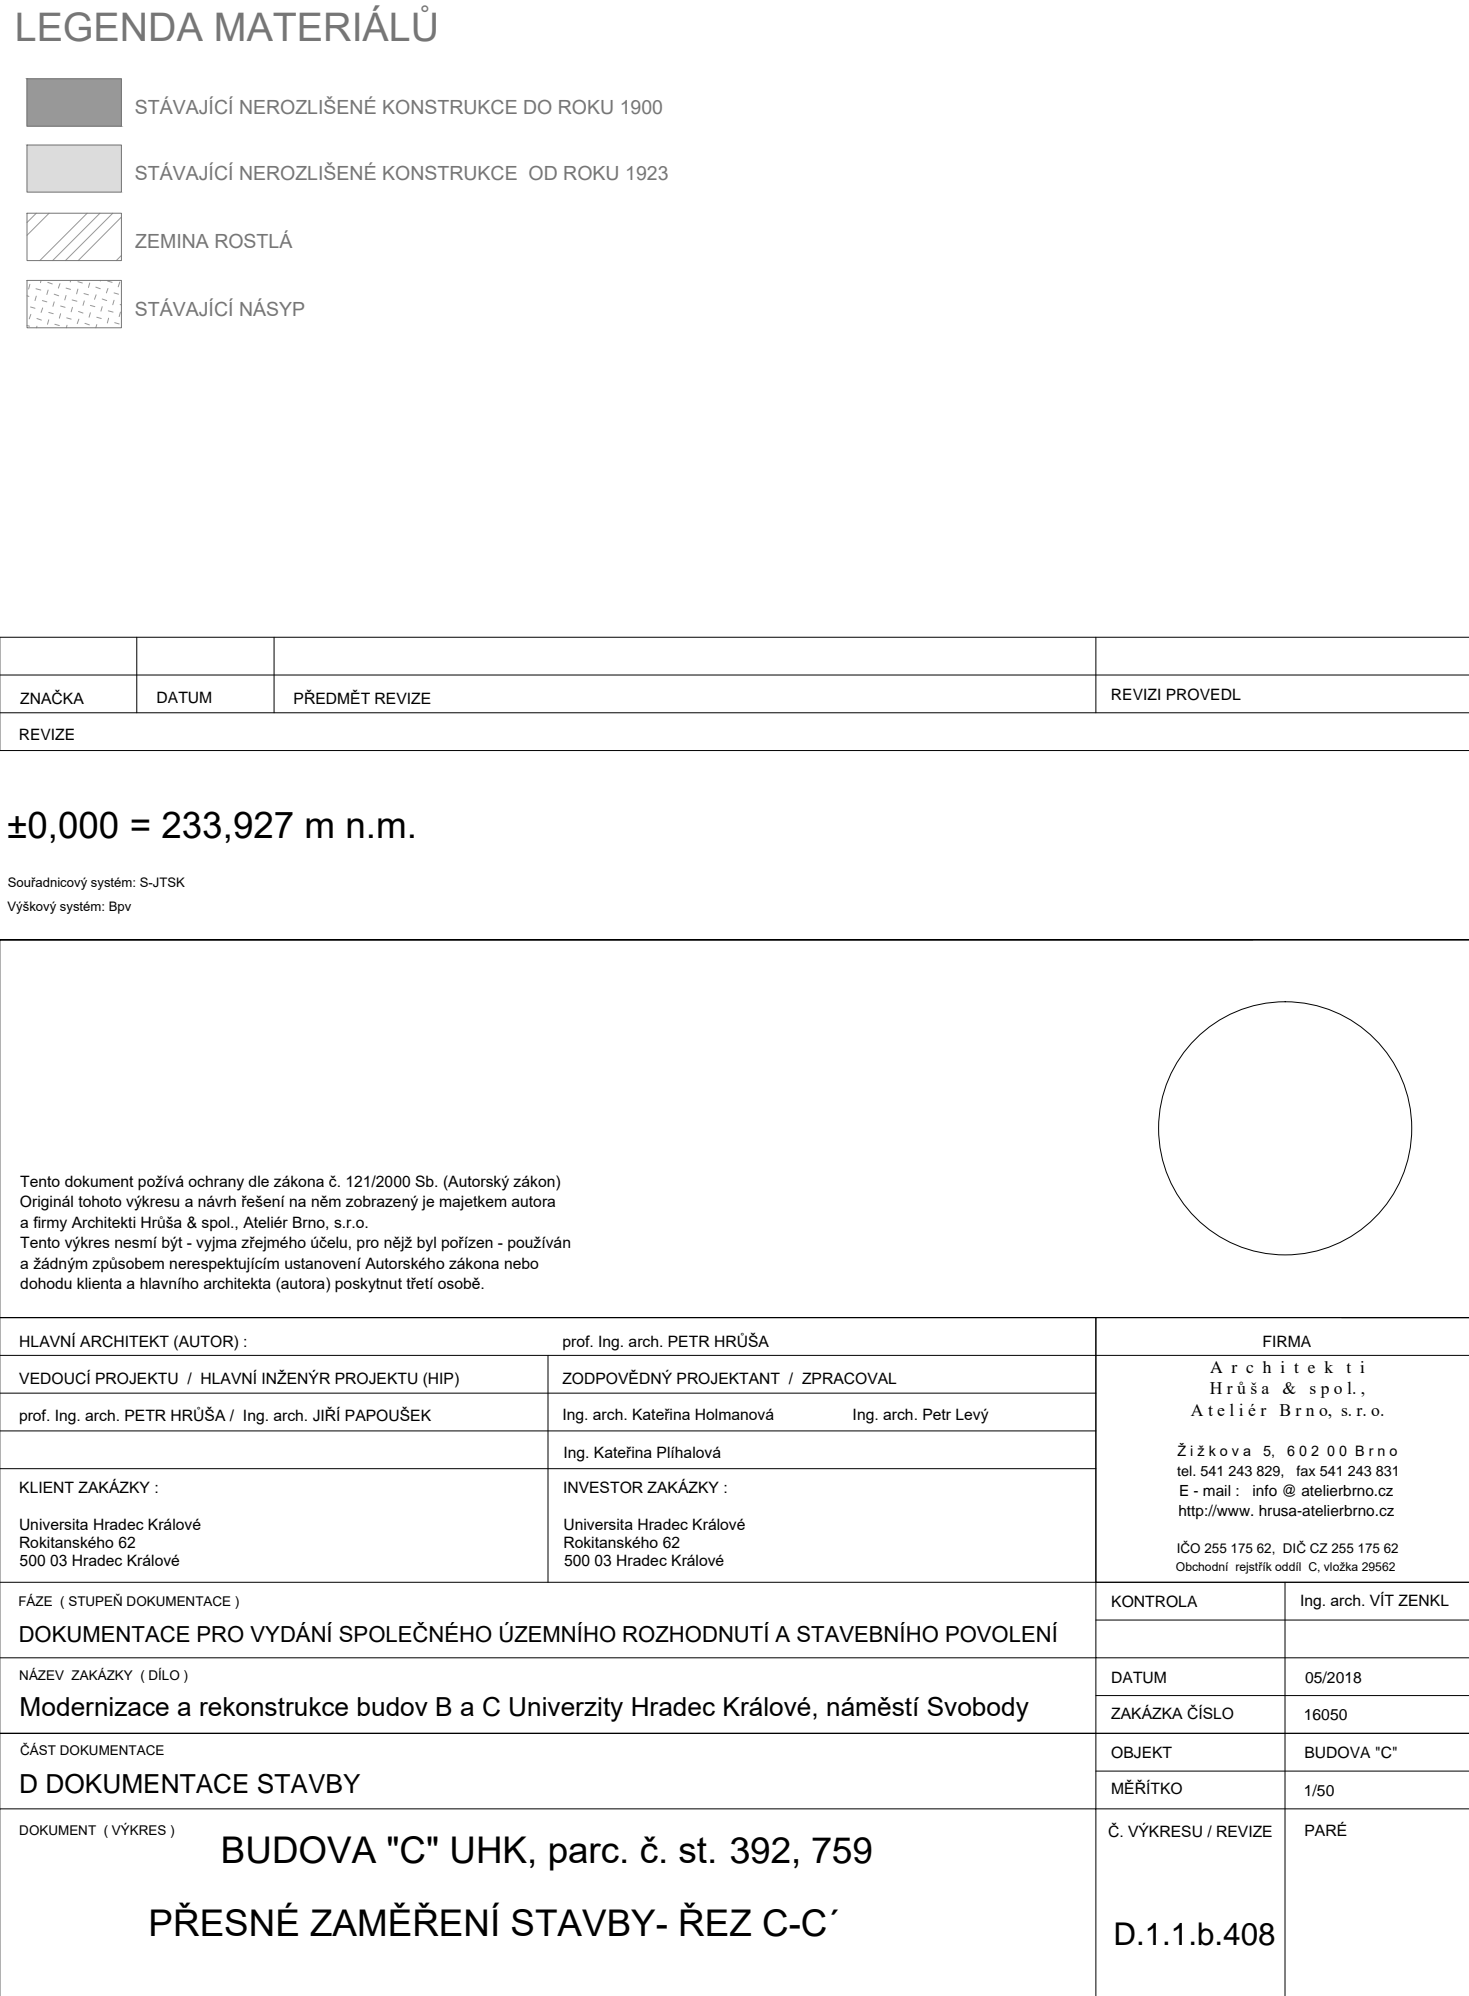 LEGENDA MATERIÁLŮ
STÁVAJÍCÍ NEROZLIŠENÉ KONSTRUKCE DO ROKU 1900
STÁVAJÍCÍ NEROZLIŠENÉ KONSTRUKCE OD ROKU 1923
ZEMINA ROSTLÁ
STÁVAJÍCÍ NÁSYP
ZNAČKA DATUM PŘEDMĚT REVIZE REVIZI PROVEDL
REVIZE
±0,000 = 233,927 m n.m.
Souřadnicový systém: S-JTSK
Výškový systém: Bpv
Tento dokument požívá ochrany dle zákona č. 121/2000 Sb. (Autorský zákon)
Originál tohoto výkresu a návrh řešení na něm zobrazený je majetkem autora
a firmy Architekti Hrůša & spol., Ateliér Brno, s.r.o.
Tento výkres nesmí být - vyjma zřejmého účelu, pro nějž byl pořízen - používán
a žádným způsobem nerespektujícím ustanovení Autorského zákona nebo
dohodu klienta a hlavního architekta (autora) poskytnut třetí osobě.
HLAVNÍ ARCHITEKT (AUTOR) : prof. Ing. arch. PETR HRŮŠA
VEDOUCÍ PROJEKTU / HLAVNÍ INŽENÝR PROJEKTU (HIP) ZODPOVĚDNÝ PROJEKTANT / ZPRACOVAL
prof. Ing. arch. PETR HRŮŠA / Ing. arch. JIŘÍ PAPOUŠEK Ing. arch. Kateřina Holmanová Ing. arch. Petr Levý
Ing. Kateřina Plíhalová
KLIENT ZAKÁZKY :
Universita Hradec Králové
Rokitanského 62
500 03 Hradec Králové
INVESTOR ZAKÁZKY :
Universita Hradec Králové
Rokitanského 62
500 03 Hradec Králové
FIRMA
Architekti
Hrůša & spol.,
Ateliér Brno, s.r.o.
Žižkova 5, 602 00 Brno
tel. 541 243 829, fax 541 243 831
E - mail : info @ atelierbrno.cz
http://www. hrusa-atelierbrno.cz
IČO 255 175 62, DIČ CZ 255 175 62
Obchodní rejstřík oddíl C, vložka 29562
FÁZE ( STUPEŇ DOKUMENTACE )
DOKUMENTACE PRO VYDÁNÍ SPOLEČNÉHO ÚZEMNÍHO ROZHODNUTÍ A STAVEBNÍHO POVOLENÍ
KONTROLA Ing. arch. VÍT ZENKL
NÁZEV ZAKÁZKY ( DÍLO )
Modernizace a rekonstrukce budov B a C Univerzity Hradec Králové, náměstí Svobody
DATUM 05/2018
ZAKÁZKA ČÍSLO 16050
ČÁST DOKUMENTACE
D DOKUMENTACE STAVBY
OBJEKT BUDOVA "C"
MĚŘÍTKO 1/50
DOKUMENT ( VÝKRES )
BUDOVA "C" UHK, parc. č. st. 392, 759
PŘESNÉ ZAMĚŘENÍ STAVBY- ŘEZ C-C´
Č. VÝKRESU / REVIZE PARÉ
D.1.1.b.408